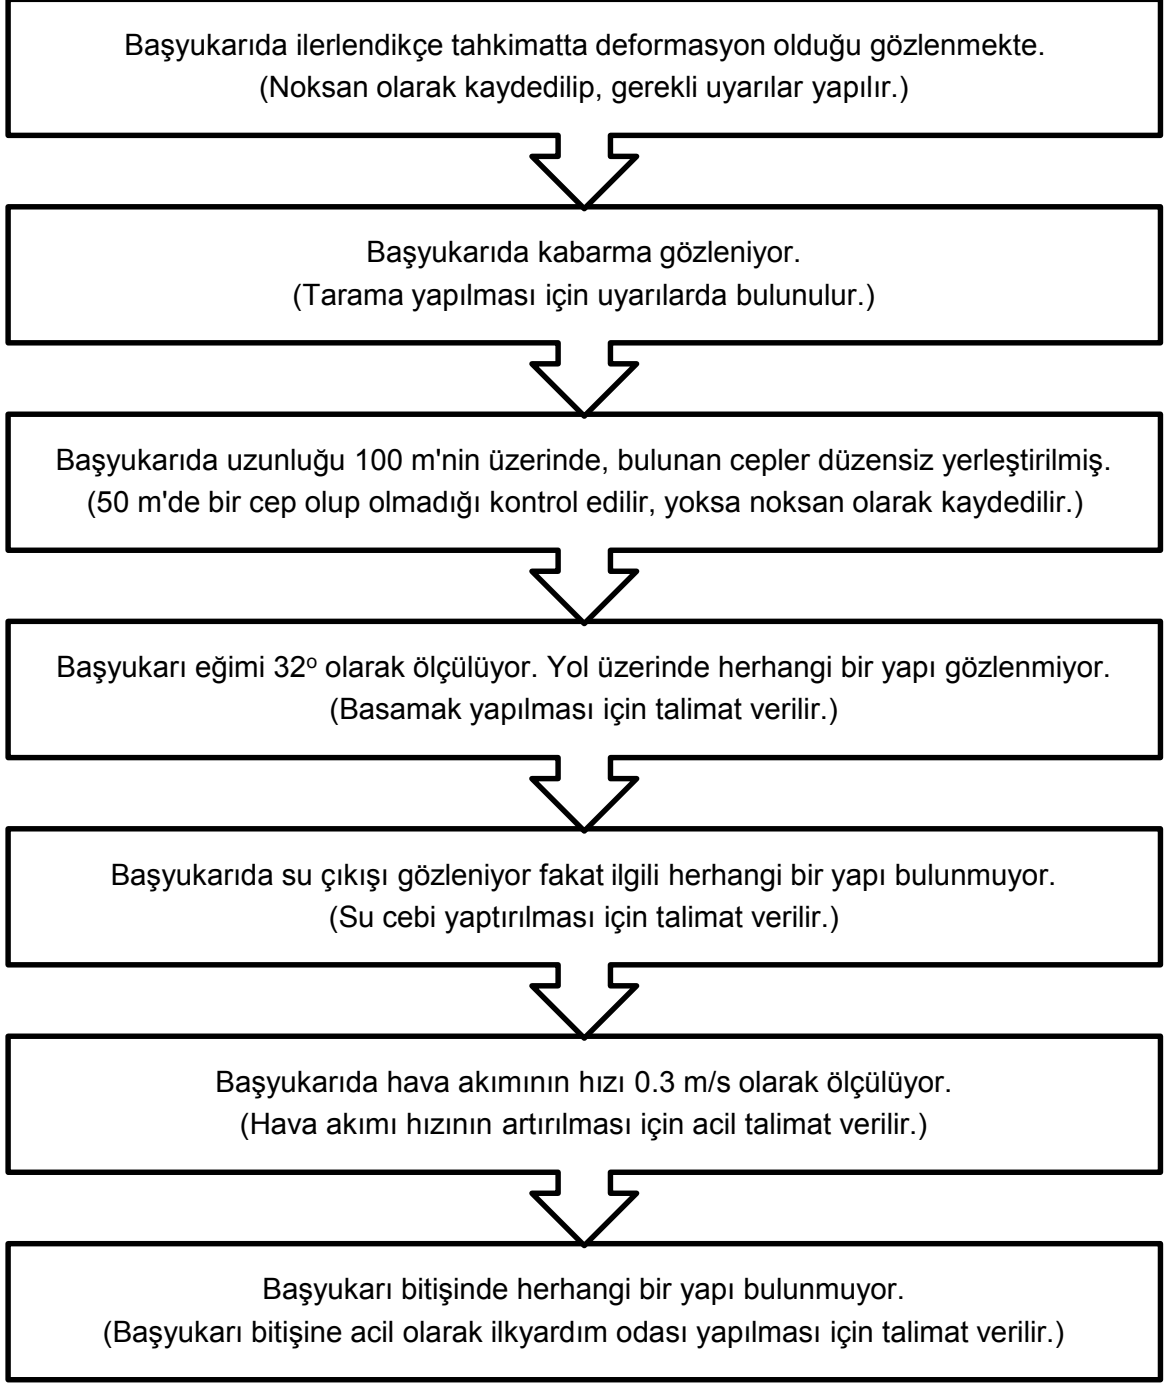 Başyukarıda ilerlendikçe tahkimatta deformasyon olduğu gözlenmekte.
(Noksan olarak kaydedilip, gerekli uyarılar yapılır.)
Başyukarıda kabarma gözleniyor.
(Tarama yapılması için uyarılarda bulunulur.)
Başyukarıda uzunluğu 100 m'nin üzerinde, bulunan cepler düzensiz yerleştirilmiş.
(50 m'de bir cep olup olmadığı kontrol edilir, yoksa noksan olarak kaydedilir.)
Başyukarı eğimi 32º olarak ölçülüyor. Yol üzerinde herhangi bir yapı gözlenmiyor.
(Basamak yapılması için talimat verilir.)
Başyukarıda su çıkışı gözleniyor fakat ilgili herhangi bir yapı bulunmuyor.
(Su cebi yaptırılması için talimat verilir.)
Başyukarıda hava akımının hızı 0.3 m/s olarak ölçülüyor.
(Hava akımı hızının artırılması için acil talimat verilir.)
Başyukarı bitişinde herhangi bir yapı bulunmuyor.
(Başyukarı bitişine acil olarak ilkyardım odası yapılması için talimat verilir.)